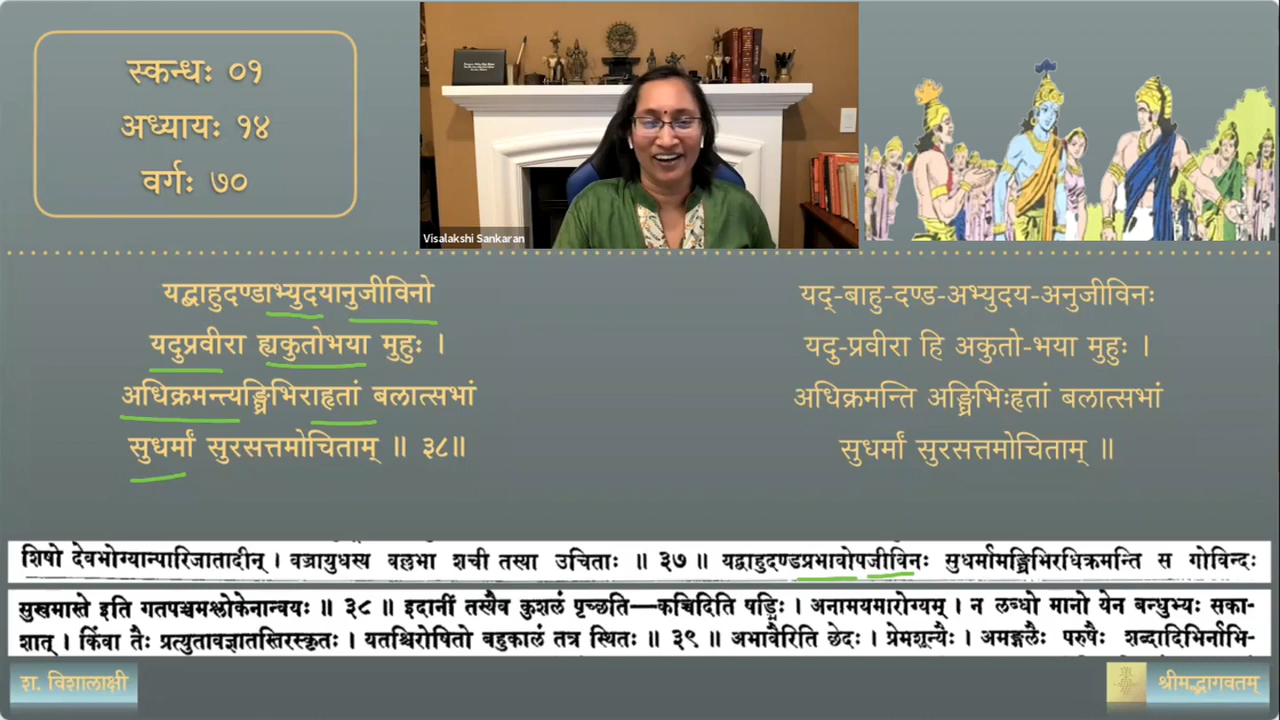 स्कन्धः ०१
अध्यायः १४
वर्गः ७०
Visalakshi Sankaran
यद्बाहुदण्डाभ्युदयानुजीविनो
यदुप्रवीरा ह्यकुतोभया मुहुः ।
अधिक्रमन्त्यङ्घ्रिभिराहृतां बलात्सभां
सुधर्मां सुरसत्तमोचिताम् ॥ ३८॥
यद्-बाहु-दण्ड-अभ्युदय-अनुजीविनः
यदु-प्रवीरा हि अकुतो-भया मुहुः ।
अधिक्रमन्ति अङ्घ्रिभिःहृतां बलात्सभां
सुधर्मां सुरसत्तमोचिताम् ॥
शिषो देवभोग्यान्पारिजातादीन् । वज्रायुधस्य वल्लभा शची तस्या उचिताः ॥ ३७ ॥ यद्बाहुदण्डप्रभावोपजीविनः सुधर्मामङ्घ्रिभिरधिक्रमन्ति स गोविन्दः
सुखमास्ते इति गतपञ्चमश्लोकेनान्वयः ॥ ३८ ॥ इदानीं तस्यैव कुशलं पृच्छति—कच्चिदिति षड्भिः । अनामयमारोग्यम् । न लब्धो मानो येन बन्धुभ्यः सका-
शात् । किंवा तैः प्रत्युतावज्ञातस्तिरस्कृतः । यतश्चिरोषितो बहुकालं तत्र स्थितः ॥ ३९ ॥ अभावैरिति छेदः । प्रेमशून्यैः । अमङ्गलैः परुषैः शब्दादिभिर्नाभि-
श. विशालाक्षी
श्रीमद्भागवतम्